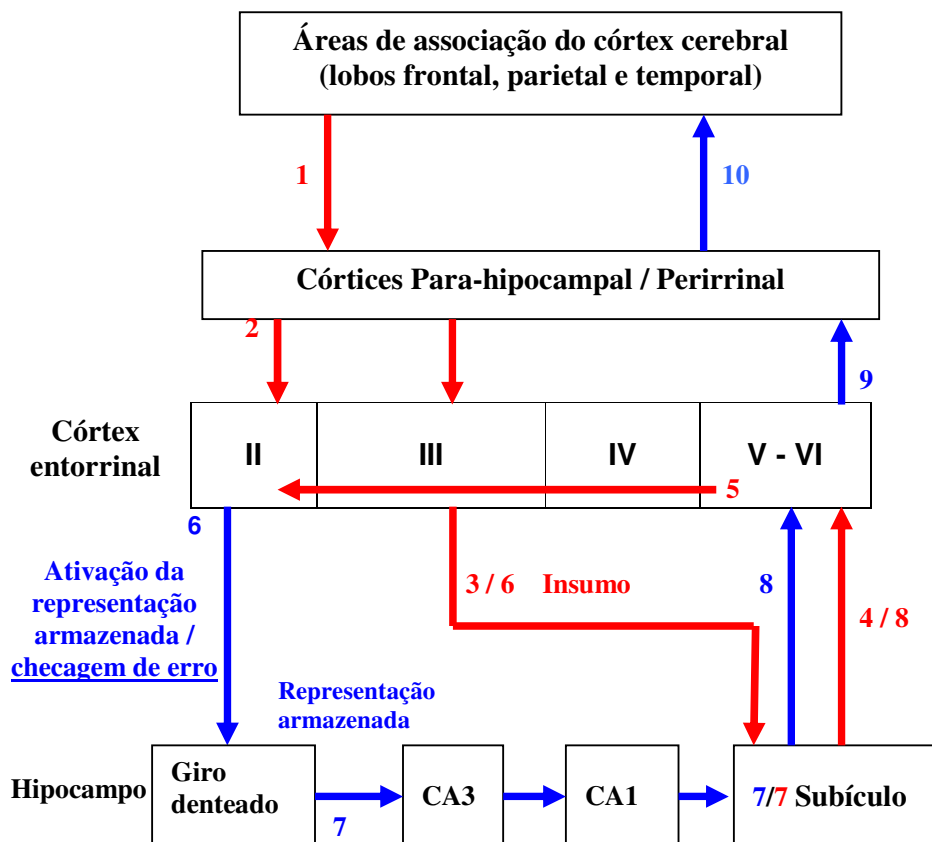 Áreas de associação do córtex cerebral
(lobos frontal, parietal e temporal)
1
10
Córtices Para-hipocampal / Perirrinal
2
9
Córtex
entorrinal
II
III
IV
V - VI
5
6
Ativação da
representação
armazenada /
checagem de erro
3 / 6 Insumo
8
4 / 8
Representação
armazenada
Hipocampo
Giro
denteado
7
CA3
CA1
7/7 Subículo